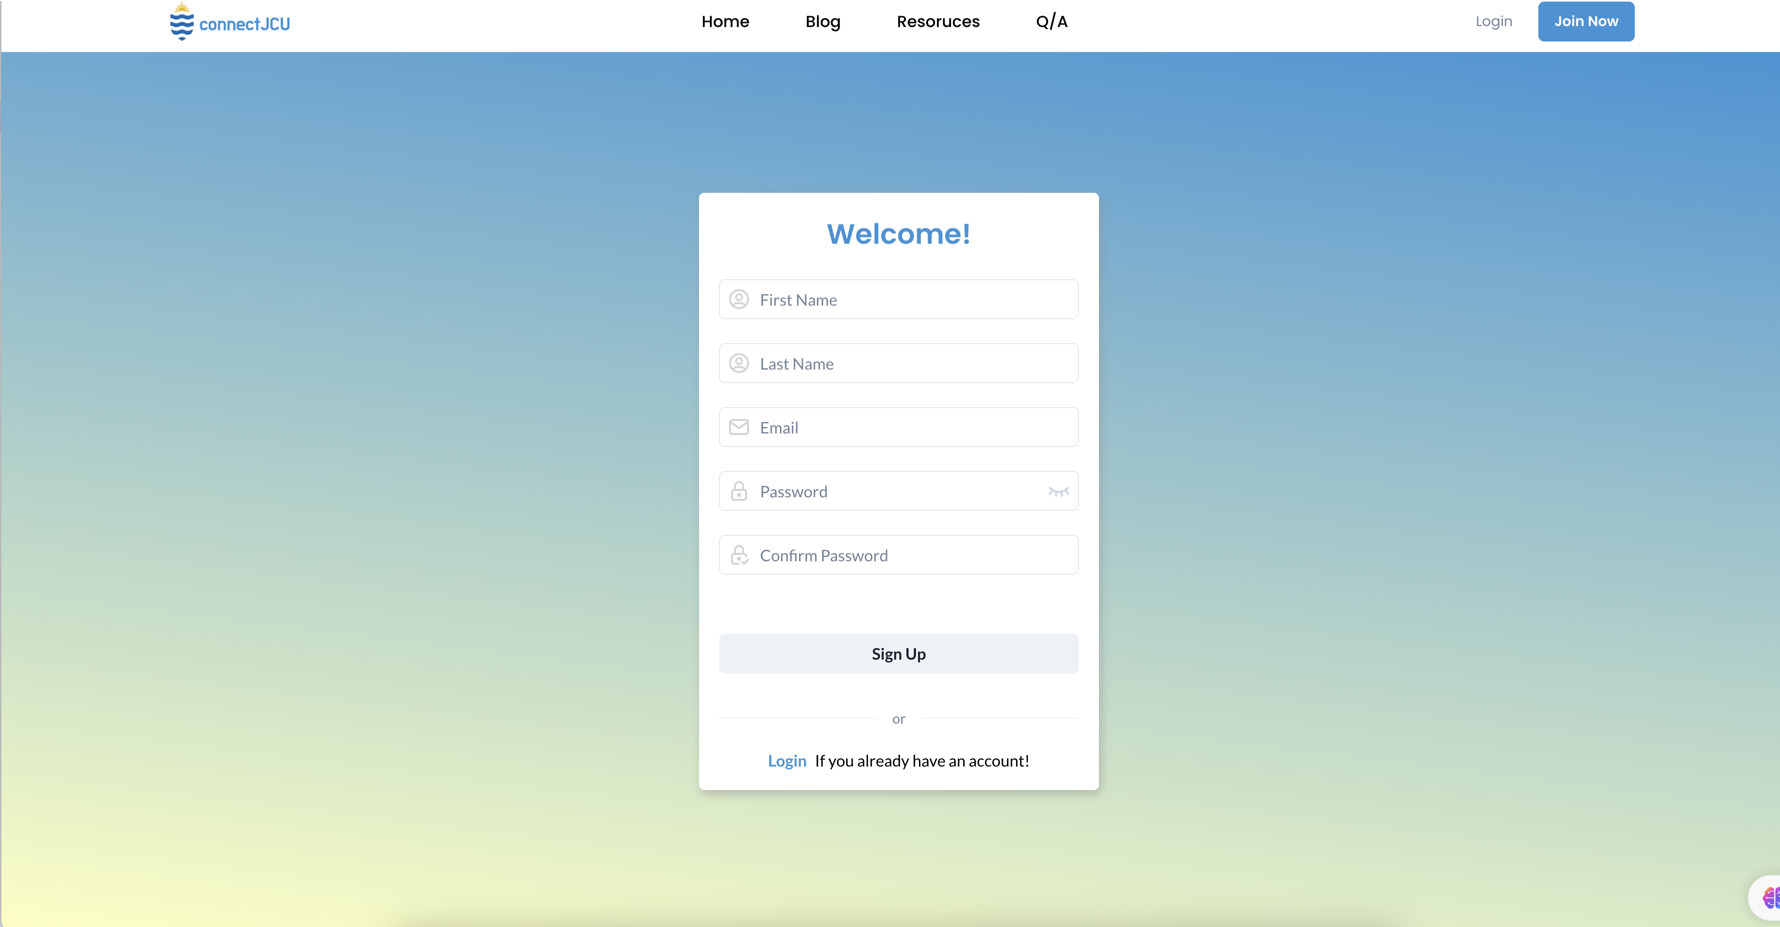 connectJCU
Home Blog Resoruces Q/A
Login Join Now
Welcome!
First Name
Last Name
Email
Password
Confirm Password
Sign Up
or
Login If you already have an account!